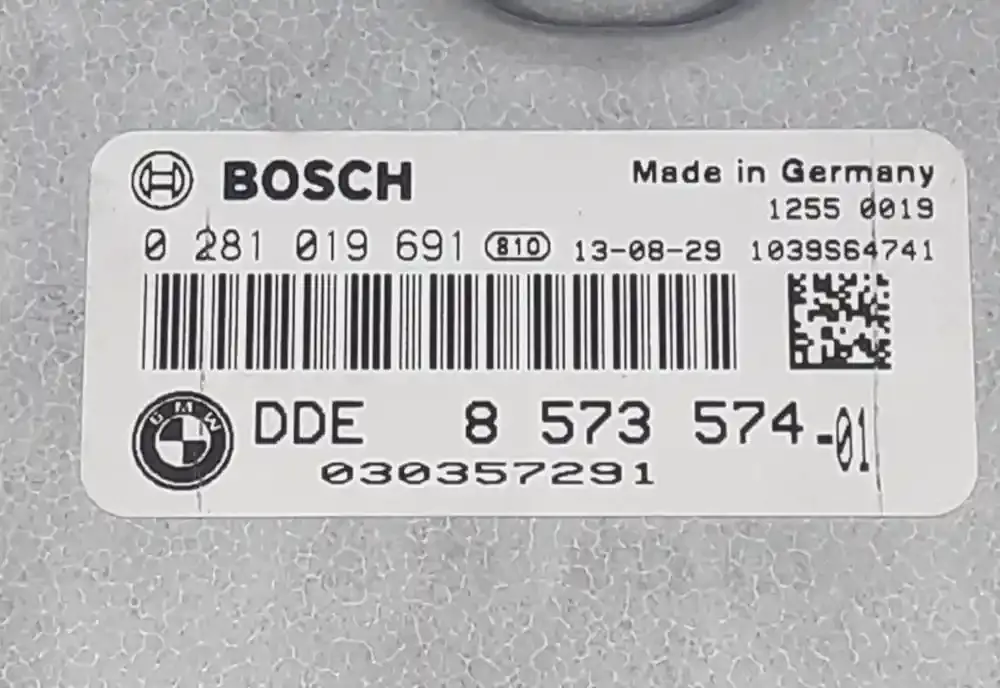 BOSCH
Made in Germany
1255 0019
0 281 019 691 810 13-08-29 1039S64741
BMW
DDE 8 573 574-01
030357291